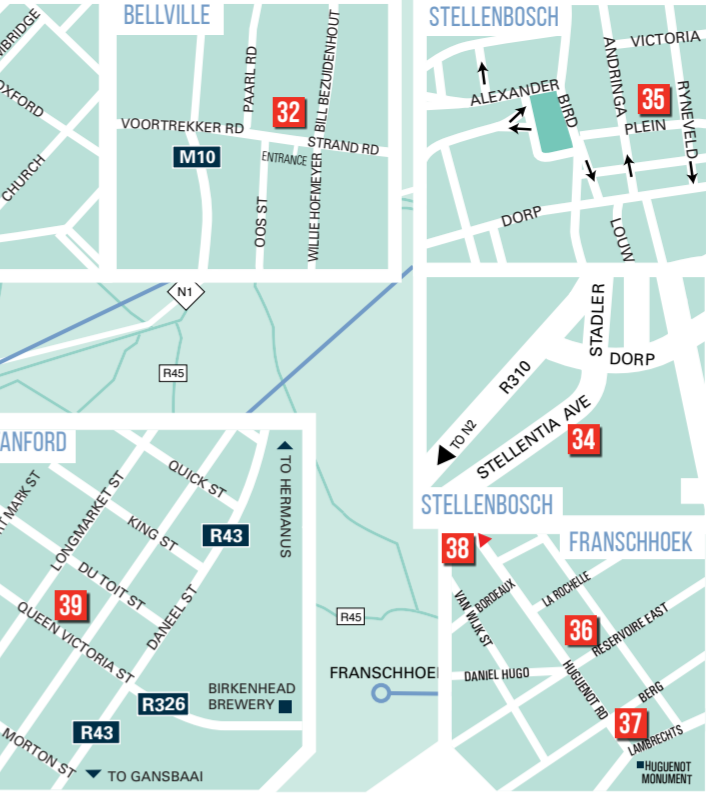 MBRIDGE
OXFORD
CHURCH
BELLVILLE
PAARL RD
BILL BEZUIDENHOUT
32
VOORTREKKER RD
STRAND RD
M10
ENTRANCE
OOS ST
WILLIE HOFMEYER
STELLENBOSCH
VICTORIA
ANDRINGA
ALEXANDER
BIRD
35
RYNEVELD
PLEIN
DORP
LOUW
N1
R45
STADLER
DORP
R310
TO N2
STELLENTIA AVE
34
STELLENBOSCH
ANFORD
QUICK ST
TO HERMANUS
RT MARK ST
LONGMARKET ST
KING ST
R43
DU TOIT ST
39
DANEEL ST
QUEEN VICTORIA ST
BIRKENHEAD
BREWERY
R326
R43
MORTON ST
TO GANSBAAI
R45
FRANSCHHOE
38
FRANSCHHOEK
BORDEAUX
LA ROCHELLE
VAN WIJK ST
36
RESERVOIRE EAST
DANIEL HUGO
HUGUENOT RD
BERG
37
LAMBRECHTS
HUGUENOT
MONUMENT